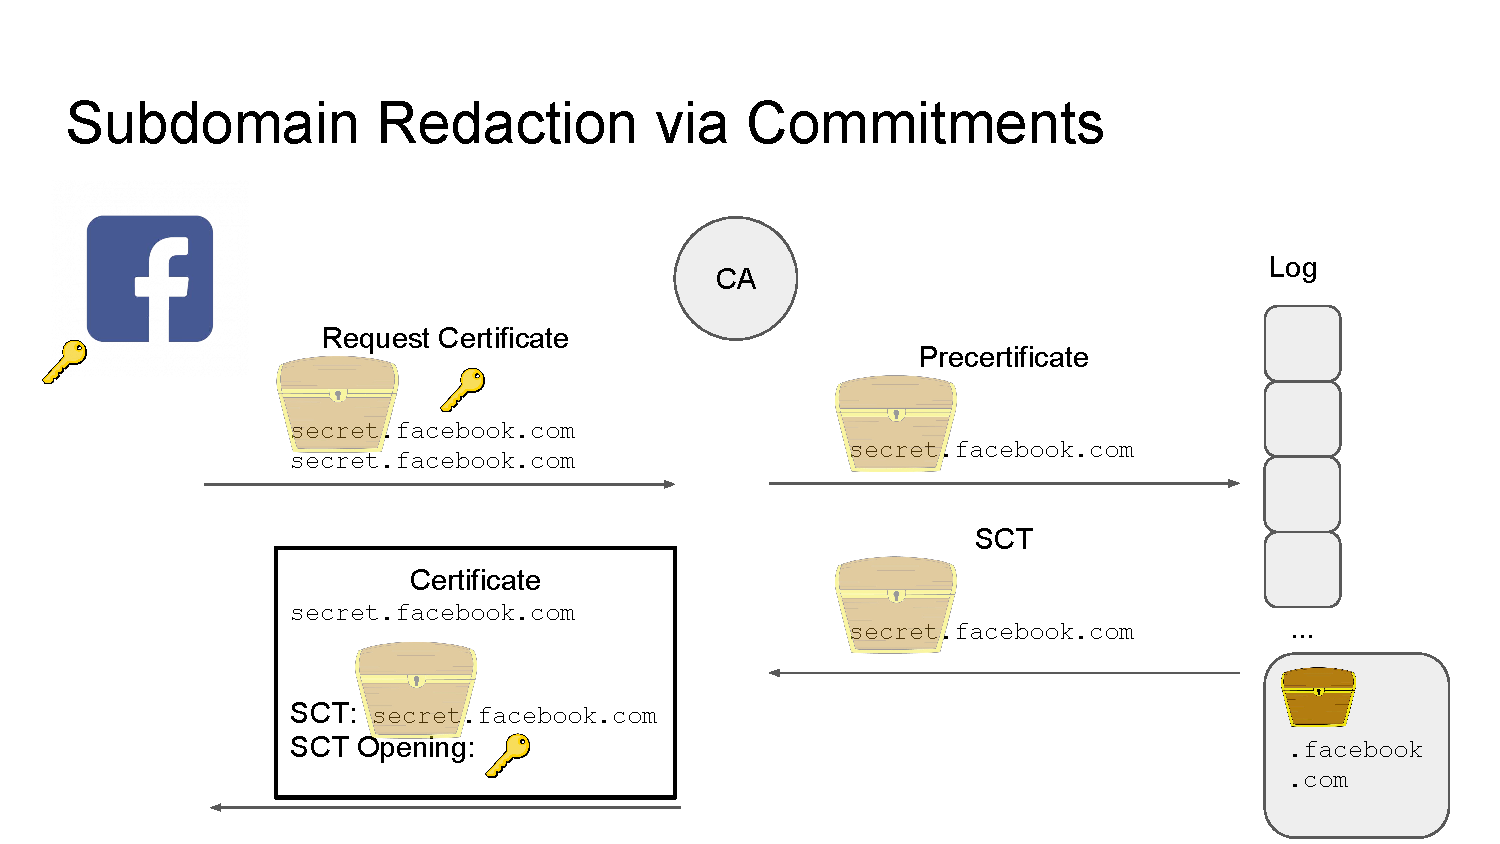 Subdomain Redaction via Commitments
CA
Log
Request Certificate
secret.facebook.com
secret.facebook.com
Precertificate
secret.facebook.com
SCT
secret.facebook.com
Certificate
secret.facebook.com
SCT: secret.facebook.com
SCT Opening:
...
.facebook
.com